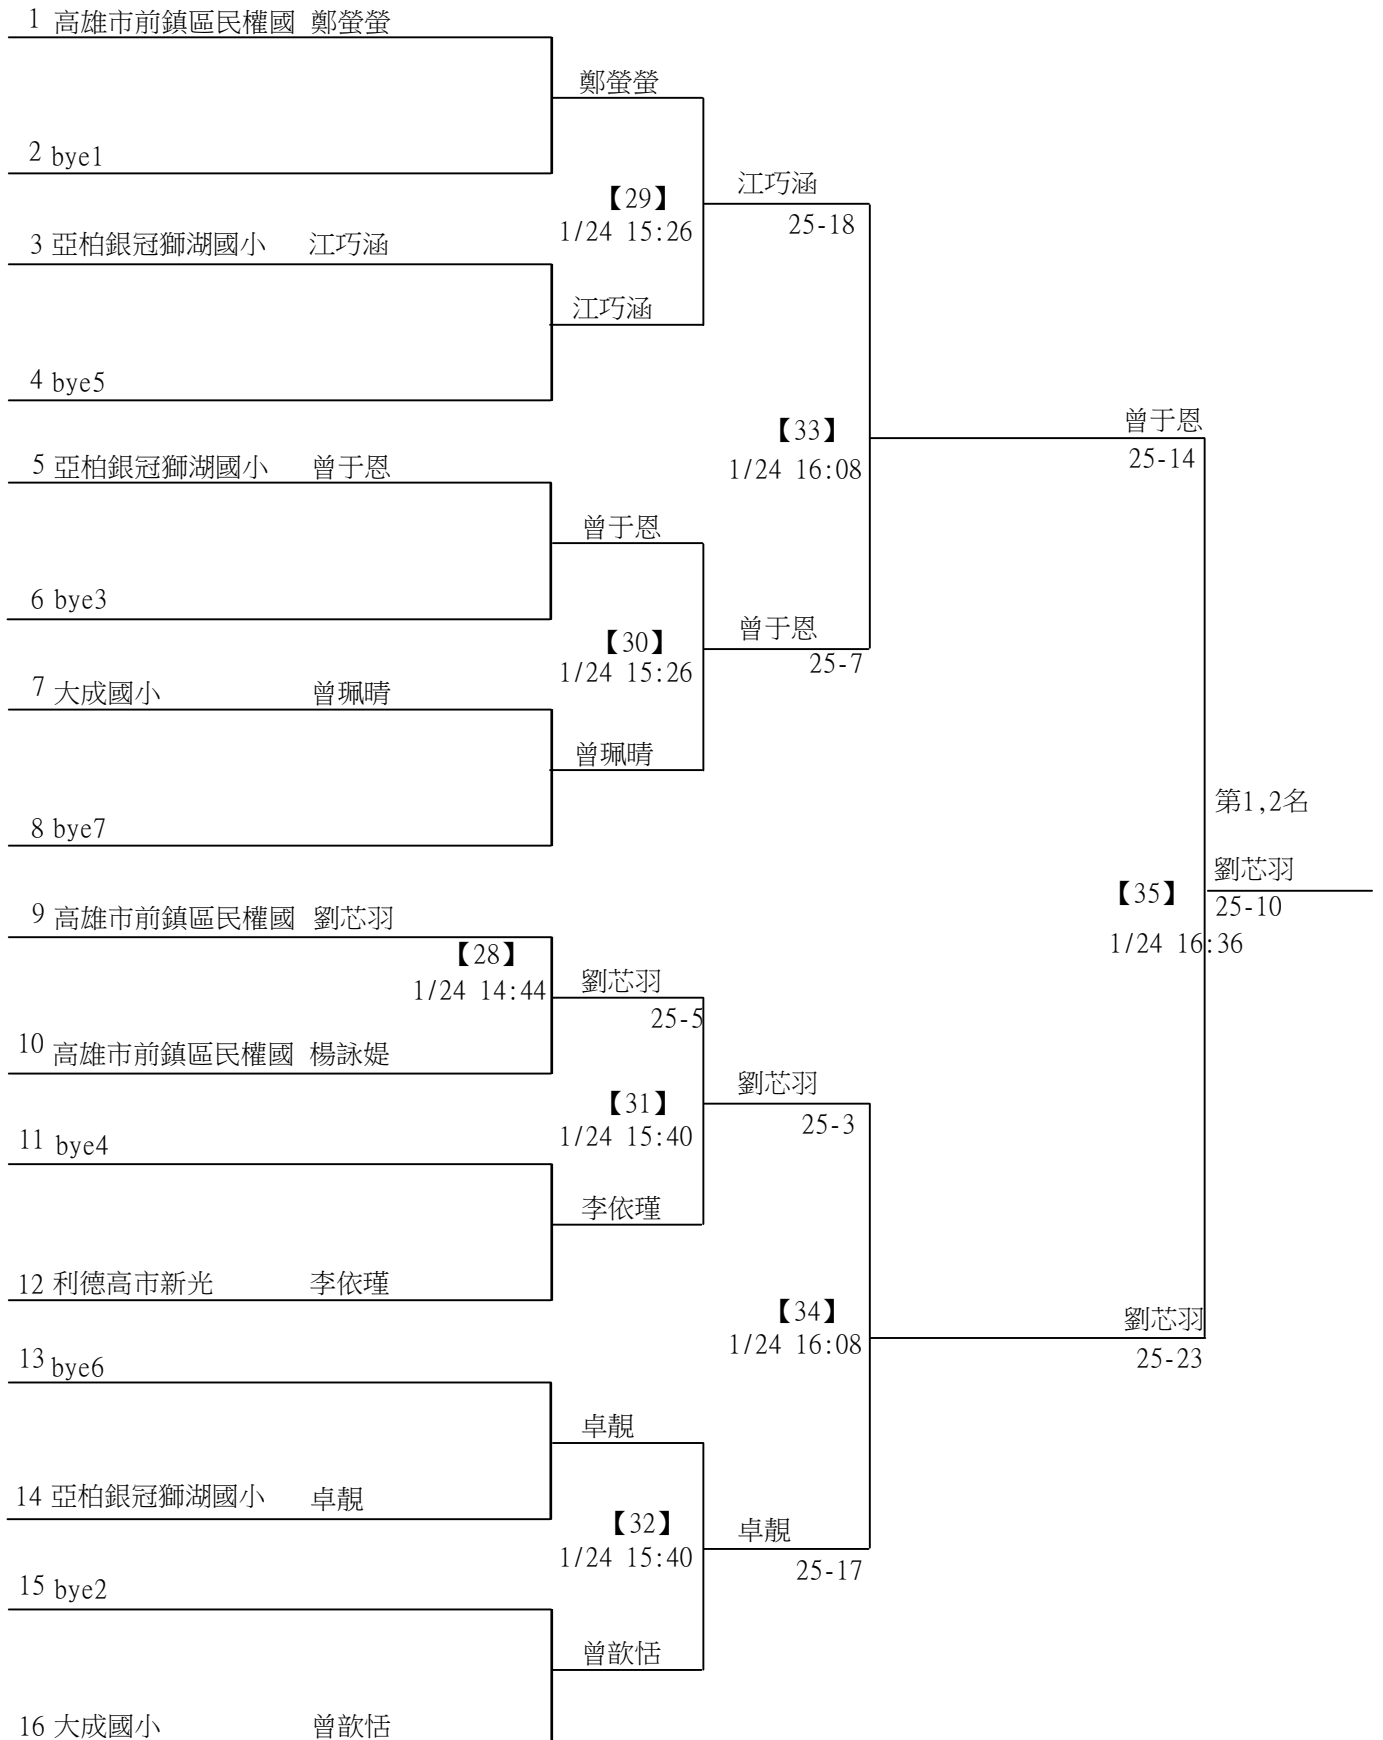 1 高雄市前鎮區民權國 鄭螢螢
鄭螢螢
2 bye1
江巧涵
【29】
25-18
1/24 15:26
3 亞柏銀冠獅湖國小 江巧涵
江巧涵
4 bye5
曾于恩
【33】
25-14
1/24 16:08
5 亞柏銀冠獅湖國小 曾于恩
曾于恩
6 bye3
曾于恩
【30】
25-7
1/24 15:26
7 大成國小 曾珮晴
曾珮晴
第1,2名
8 bye7
劉芯羽
【35】
25-10
1/24 16:36
9 高雄市前鎮區民權國 劉芯羽
【28】
1/24 14:44
劉芯羽
25-5
10 高雄市前鎮區民權國 楊詠媞
劉芯羽
【31】
25-3
1/24 15:40
11 bye4
李依瑾
12 利德高市新光 李依瑾
【34】
1/24 16:08
劉芯羽
25-23
13 bye6
卓靚
14 亞柏銀冠獅湖國小 卓靚
【32】
卓靚
1/24 15:40
25-17
15 bye2
曾歆恬
16 大成國小 曾歆恬